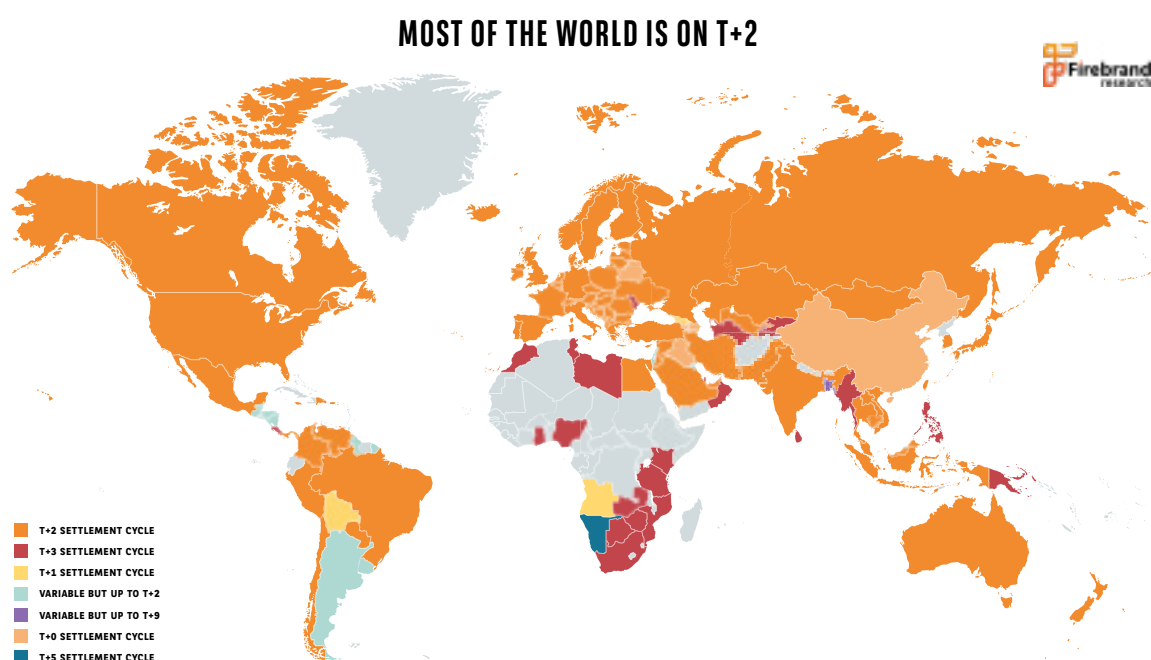 MOST OF THE WORLD IS ON T+2
Firebrand
research
T+2 SETTLEMENT CYCLE
T+3 SETTLEMENT CYCLE
T+1 SETTLEMENT CYCLE
VARIABLE BUT UP TO T+2
VARIABLE BUT UP TO T+9
T+0 SETTLEMENT CYCLE
T+5 SETTLEMENT CYCLE